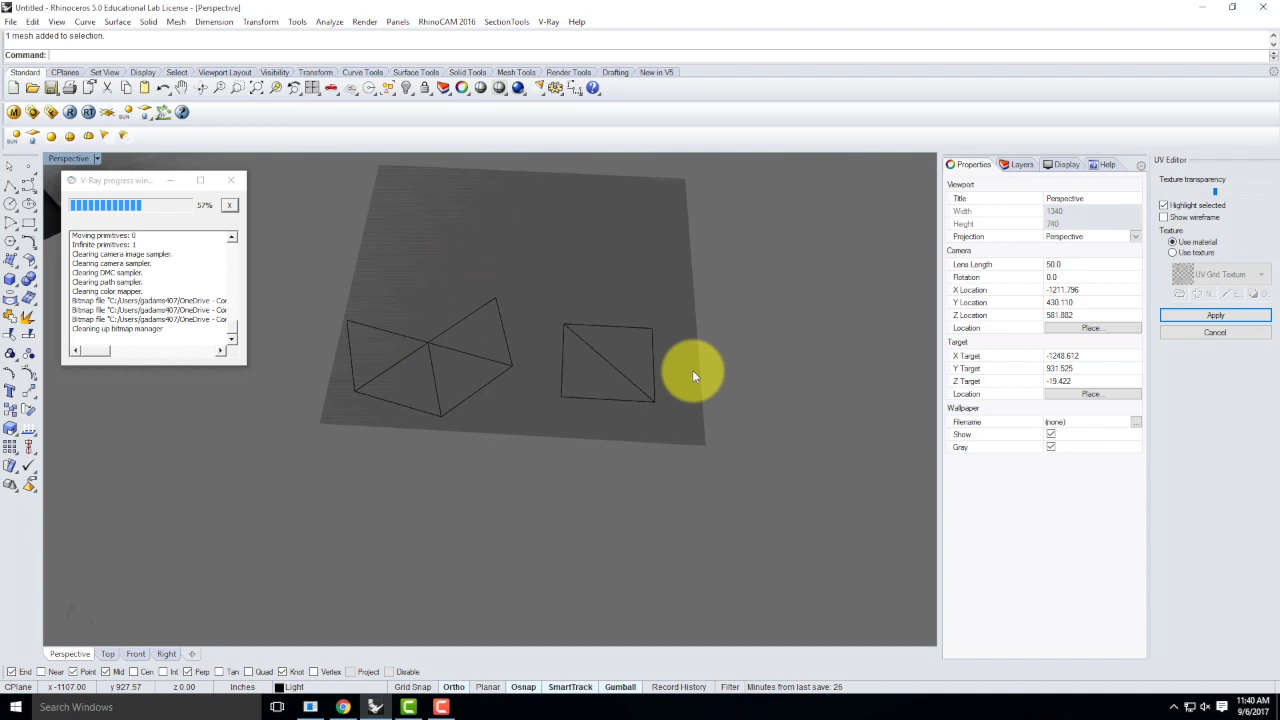 Untitled - Rhinoceros 5.0 Educational Lab License - [Perspective]
File Edit View Curve Surface Solid Mesh Dimension Transform Tools Analyze Render Panels RhinoCAM 2016 SectionTools V-Ray Help
1 mesh added to selection.
Command:
Standard CPlanes Set View Display Select Viewport Layout Visibility Transform Curve Tools Surface Tools Solid Tools Mesh Tools Render Tools Drafting New in V5
M R RT SUN
SUN
Perspective
V-Ray progress win...
57% X
Moving primitives: 0
Infinite primitives: 1
Clearing camera image sampler.
Clearing camera sampler.
Clearing DMC sampler.
Clearing path sampler.
Clearing color mapper.
Bitmap file "C:/Users/gadams407/OneDrive - Cor
Bitmap file "C:/Users/gadams407/OneDrive - Cor
Bitmap file "C:/Users/gadams407/OneDrive - Cor
Cleaning up bitmap manager
Properties Layers Display Help
Viewport
Title Perspective
Width 1340
Height 740
Projection Perspective
Camera
Lens Length 50.0
Rotation 0.0
X Location -1211.796
Y Location 430.110
Z Location 581.882
Location Place...
Target
X Target -1248.612
Y Target 931.525
Z Target -19.422
Location Place...
Wallpaper
Filename (none) ...
Show
Gray
UV Editor
Texture transparency
Highlight selected
Show wireframe
Texture
Use material
Use texture
UV Grid Texture
N... E... O...
Apply
Cancel
Perspective Top Front Right
End Near Point Mid Cen Int Perp Tan Quad Knot Vertex Project Disable
CPlane x -1107.00 y 927.57 z 0.00 Inches Light Grid Snap Ortho Planar Osnap SmartTrack Gumball Record History Filter Minutes from last save: 26
Search Windows
11:40 AM
9/6/2017